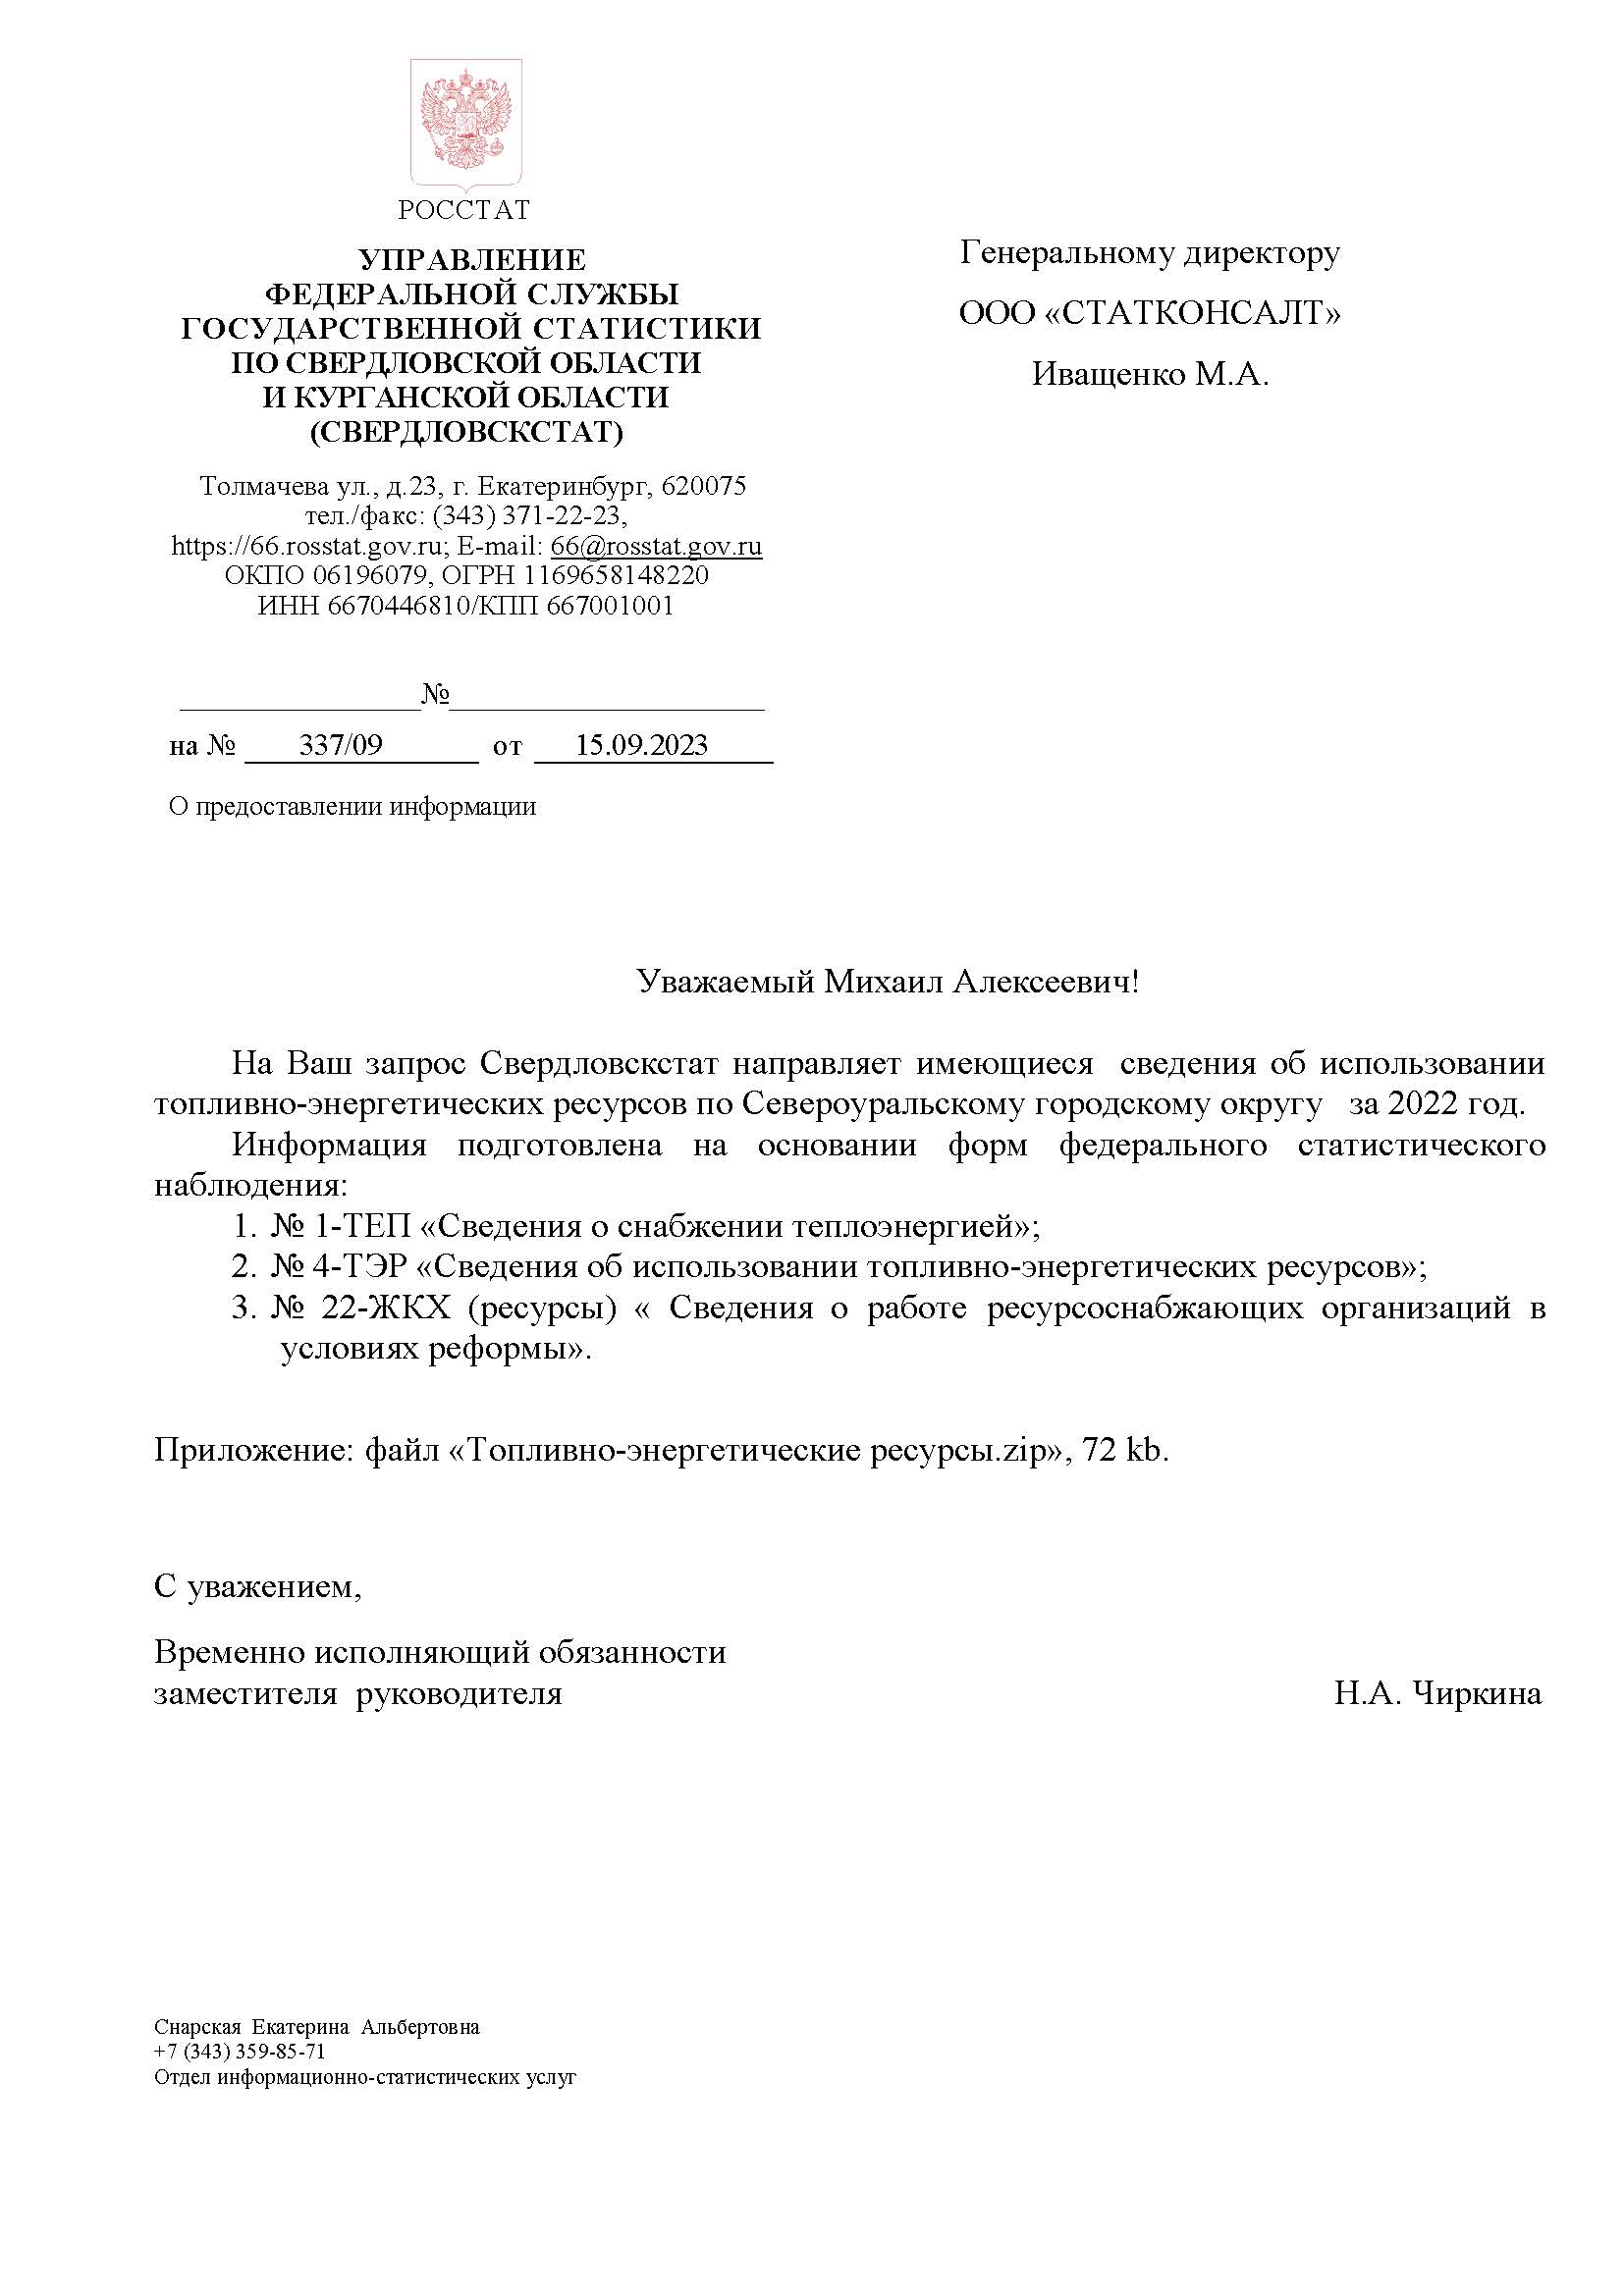 РОССТАТ
УПРАВЛЕНИЕ
ФЕДЕРАЛЬНОЙ СЛУЖБЫ
ГОСУДАРСТВЕННОЙ СТАТИСТИКИ
ПО СВЕРДЛОВСКОЙ ОБЛАСТИ
И КУРГАНСКОЙ ОБЛАСТИ
(СВЕРДЛОВСКСТАТ)
Толмачева ул., д.23, г. Екатеринбург, 620075
тел./факс: (343) 371-22-23,
https://66.rosstat.gov.ru; E-mail: 66@rosstat.gov.ru
ОКПО 06196079, ОГРН 1169658148220
ИНН 6670446810/КПП 667001001
№
на № 337/09 от 15.09.2023
О предоставлении информации
Генеральному директору
ООО «СТАТКОНСАЛТ»
Иващенко М.А.
Уважаемый Михаил Алексеевич!
На Ваш запрос Свердловскстат направляет имеющиеся сведения об использовании
топливно-энергетических ресурсов по Североуральскому городскому округу за 2022 год.
Информация подготовлена на основании форм федерального статистического
наблюдения:
1. № 1-ТЕП «Сведения о снабжении теплоэнергией»;
2. № 4-ТЭР «Сведения об использовании топливно-энергетических ресурсов»;
3. № 22-ЖКХ (ресурсы) « Сведения о работе ресурсоснабжающих организаций в
условиях реформы».
Приложение: файл «Топливно-энергетические ресурсы.zip», 72 kb.
С уважением,
Временно исполняющий обязанности
заместителя руководителя Н.А. Чиркина
Снарская Екатерина Альбертовна
+7 (343) 359-85-71
Отдел информационно-статистических услуг